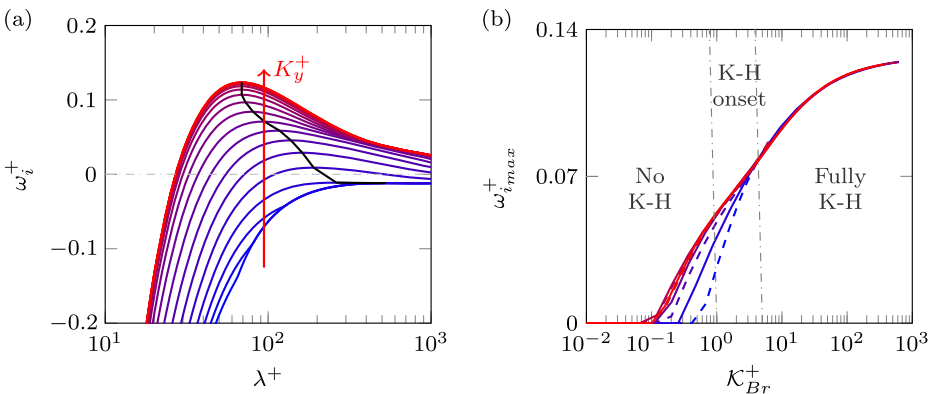 (a)
0.2
0.1
0
−0.1
−0.2
ω_i^+
K_y^+
10^1
10^2
10^3
λ^+
(b)
0.14
0.07
0
ω_{i_{max}}^+
K-H
onset
No
K-H
Fully
K-H
10^{−2}
10^{−1}
10^0
10^1
10^2
10^3
𝒦_{Br}^+